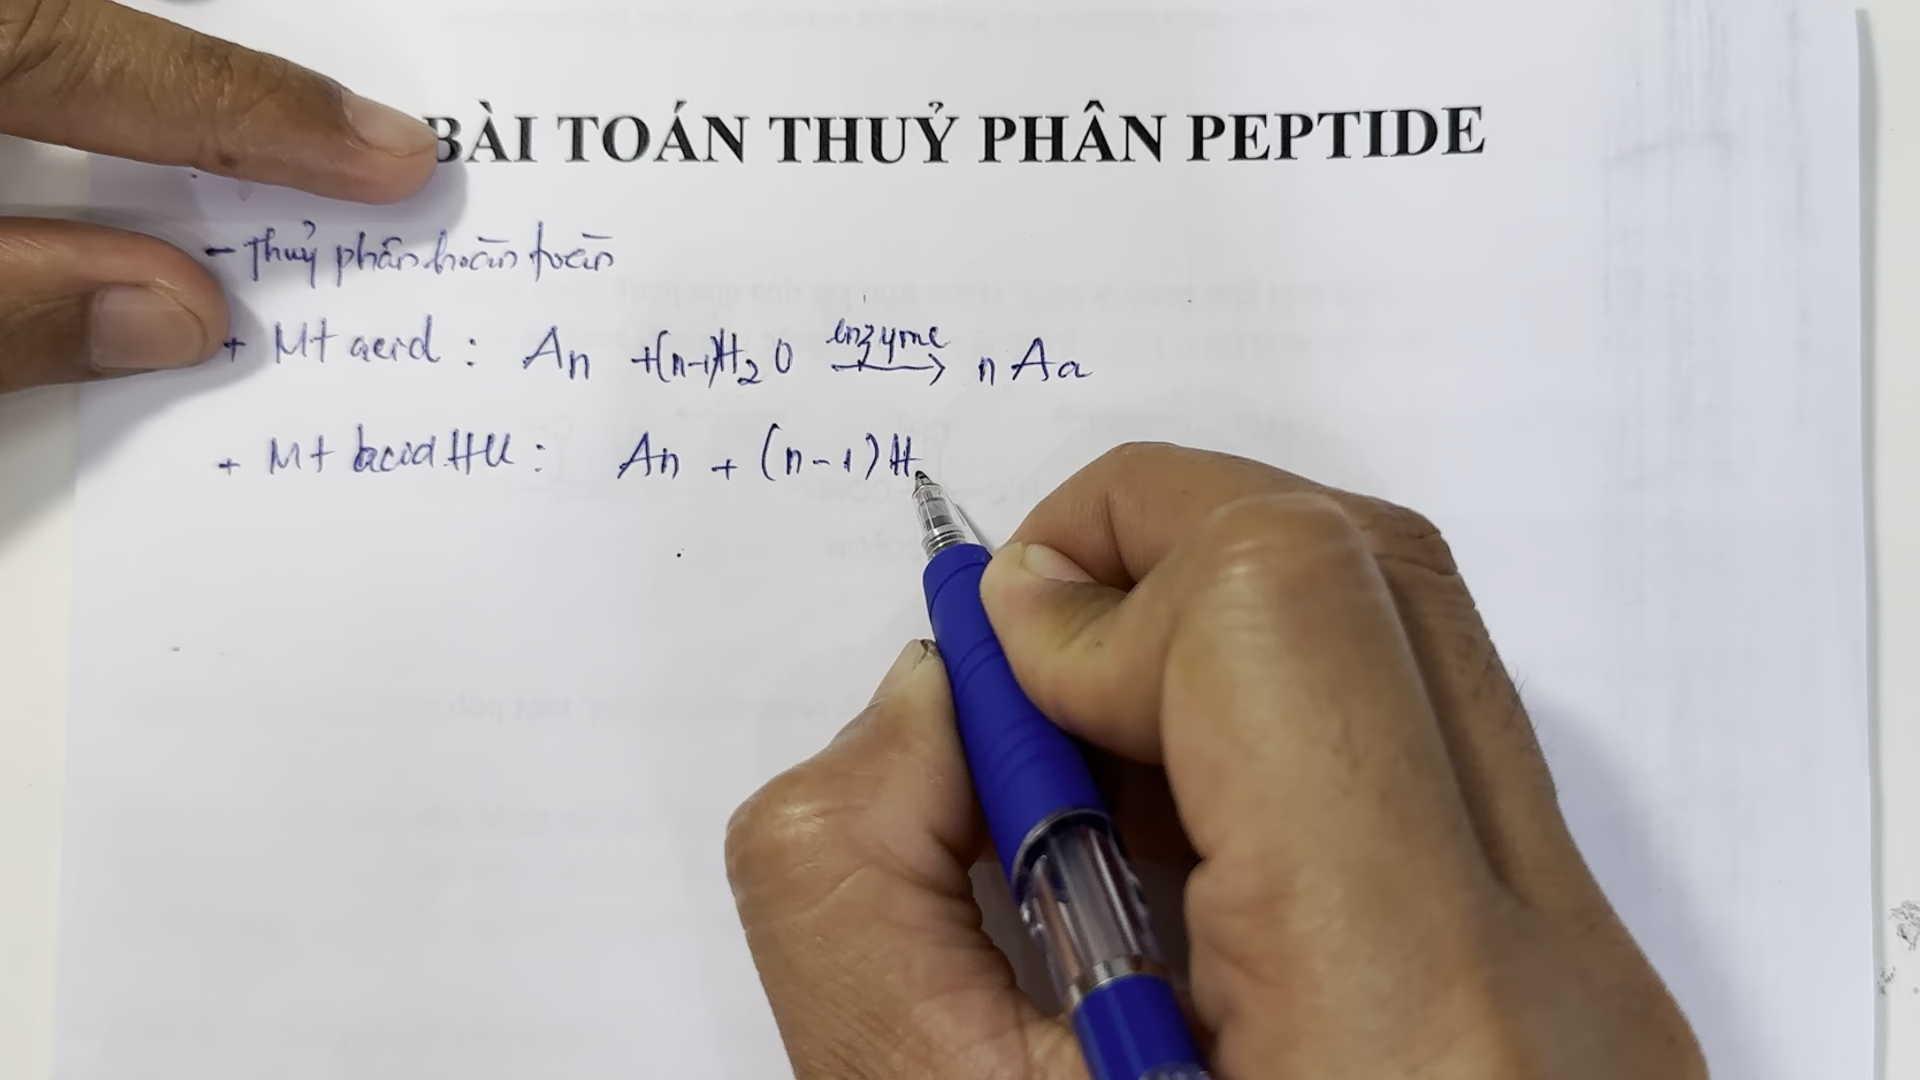 BÀI TOÁN THUỶ PHÂN PEPTIDE
- Thuỷ phân hoàn toàn
+ Mt acid : An +(n-1)H2O enzyme → n Aa
+ Mt acid HCl : An + (n-1)H